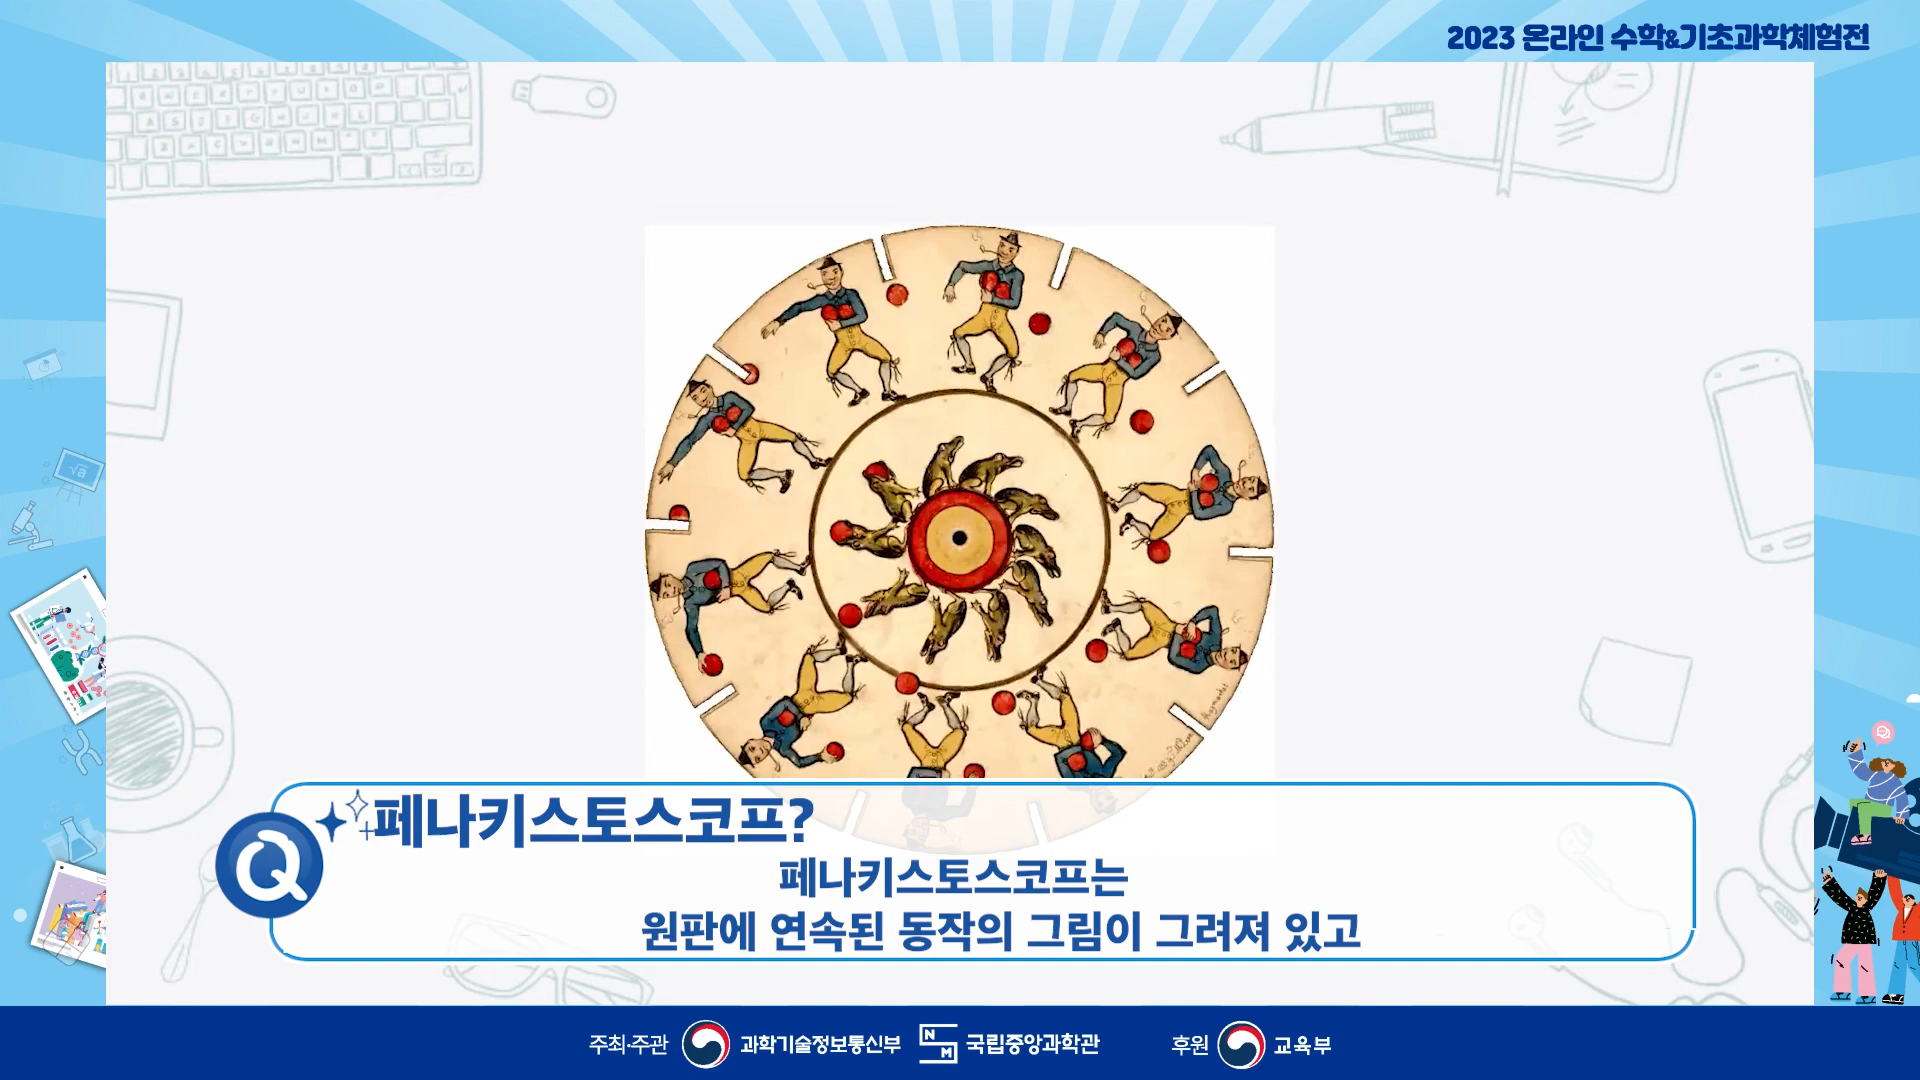 2023 온라인 수학&기초과학체험전
Q
페나키스토스코프?
페나키스토스코프는
원판에 연속된 동작의 그림이 그려져 있고
주최·주관 과학기술정보통신부 NSM 국립중앙과학관 후원 교육부